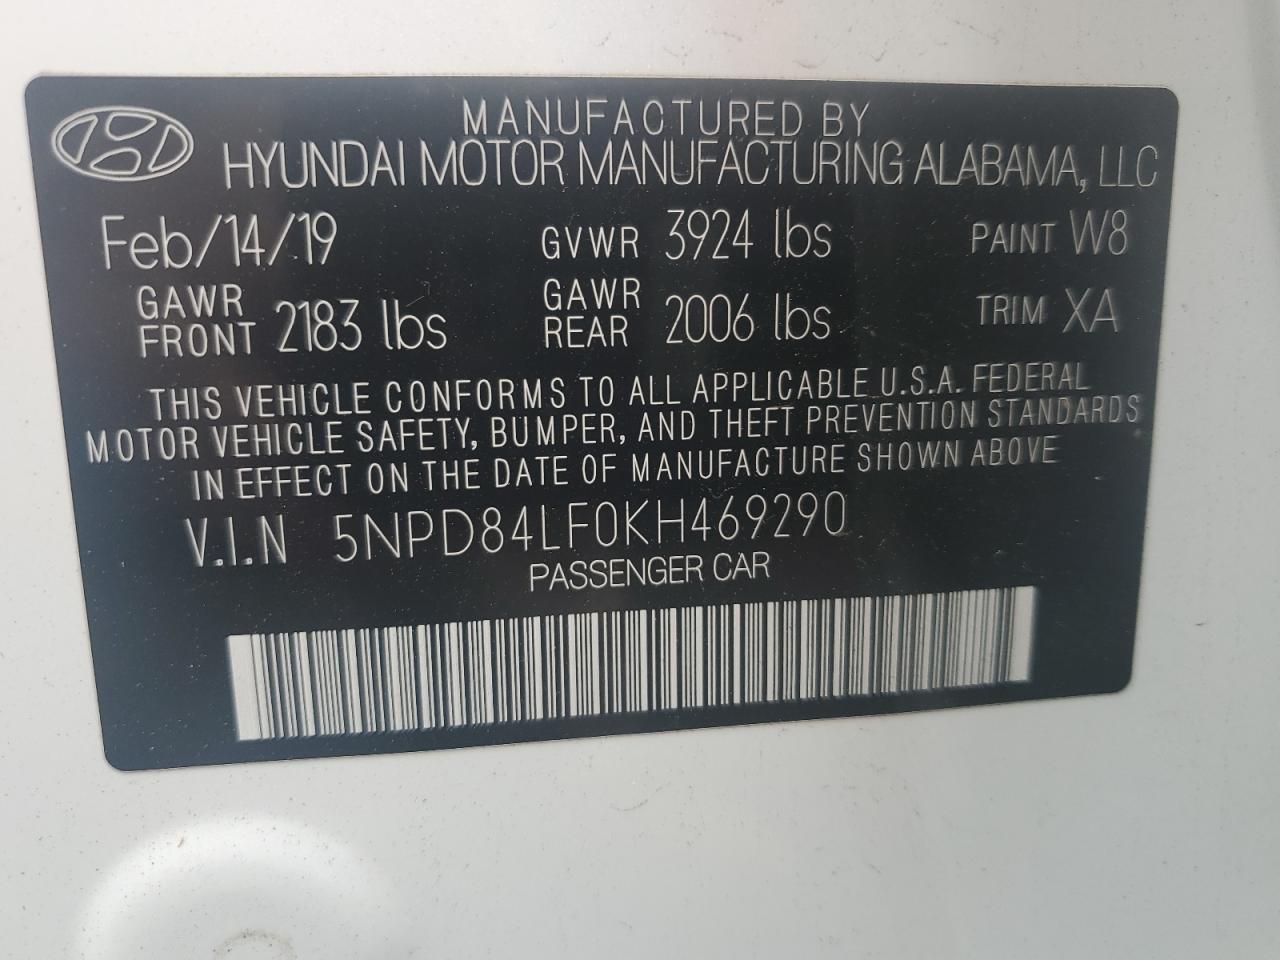 MANUFACTURED BY
HYUNDAI MOTOR MANUFACTURING ALABAMA, LLC
Feb/14/19 GVWR 3924 lbs PAINT W8
GAWR FRONT 2183 lbs GAWR REAR 2006 lbs TRIM XA
THIS VEHICLE CONFORMS TO ALL APPLICABLE U.S.A. FEDERAL
MOTOR VEHICLE SAFETY, BUMPER, AND THEFT PREVENTION STANDARDS
IN EFFECT ON THE DATE OF MANUFACTURE SHOWN ABOVE
V.I.N 5NPD84LF0KH469290
PASSENGER CAR